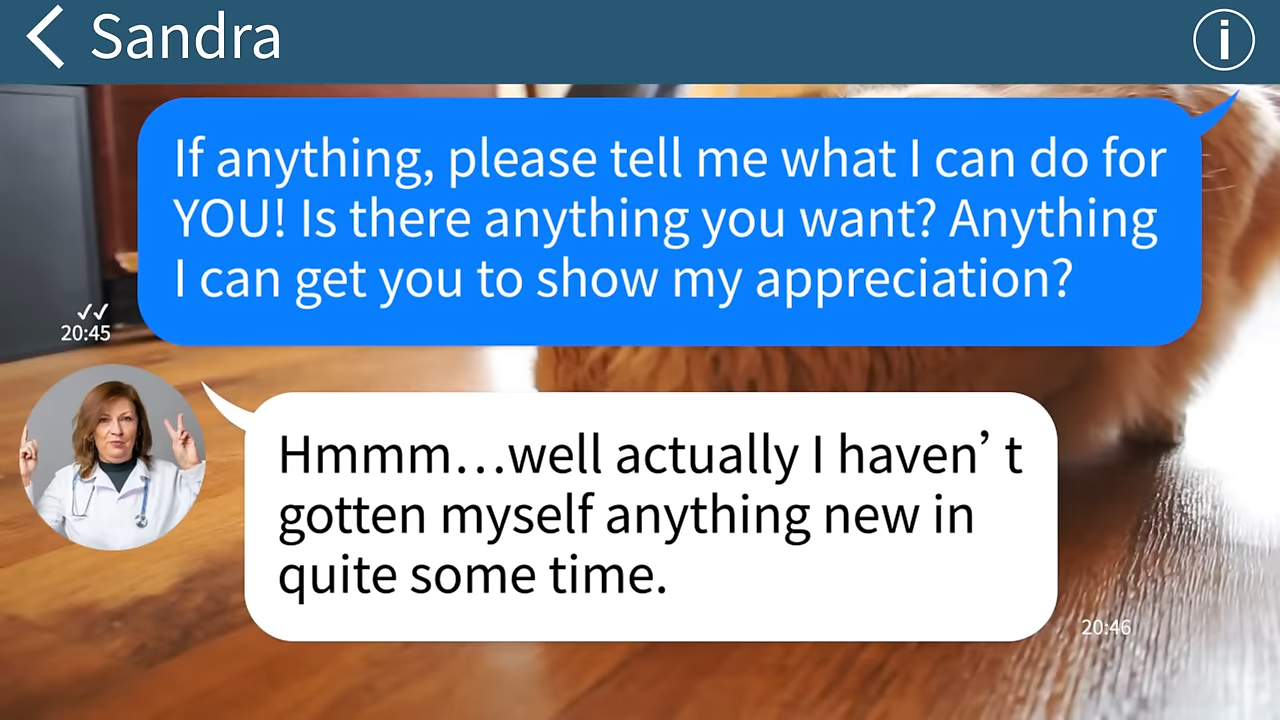 Sandra
If anything, please tell me what I can do for
YOU! Is there anything you want? Anything
I can get you to show my appreciation?
20:45
Hmmm…well actually I haven’t
gotten myself anything new in
quite some time.
20:46